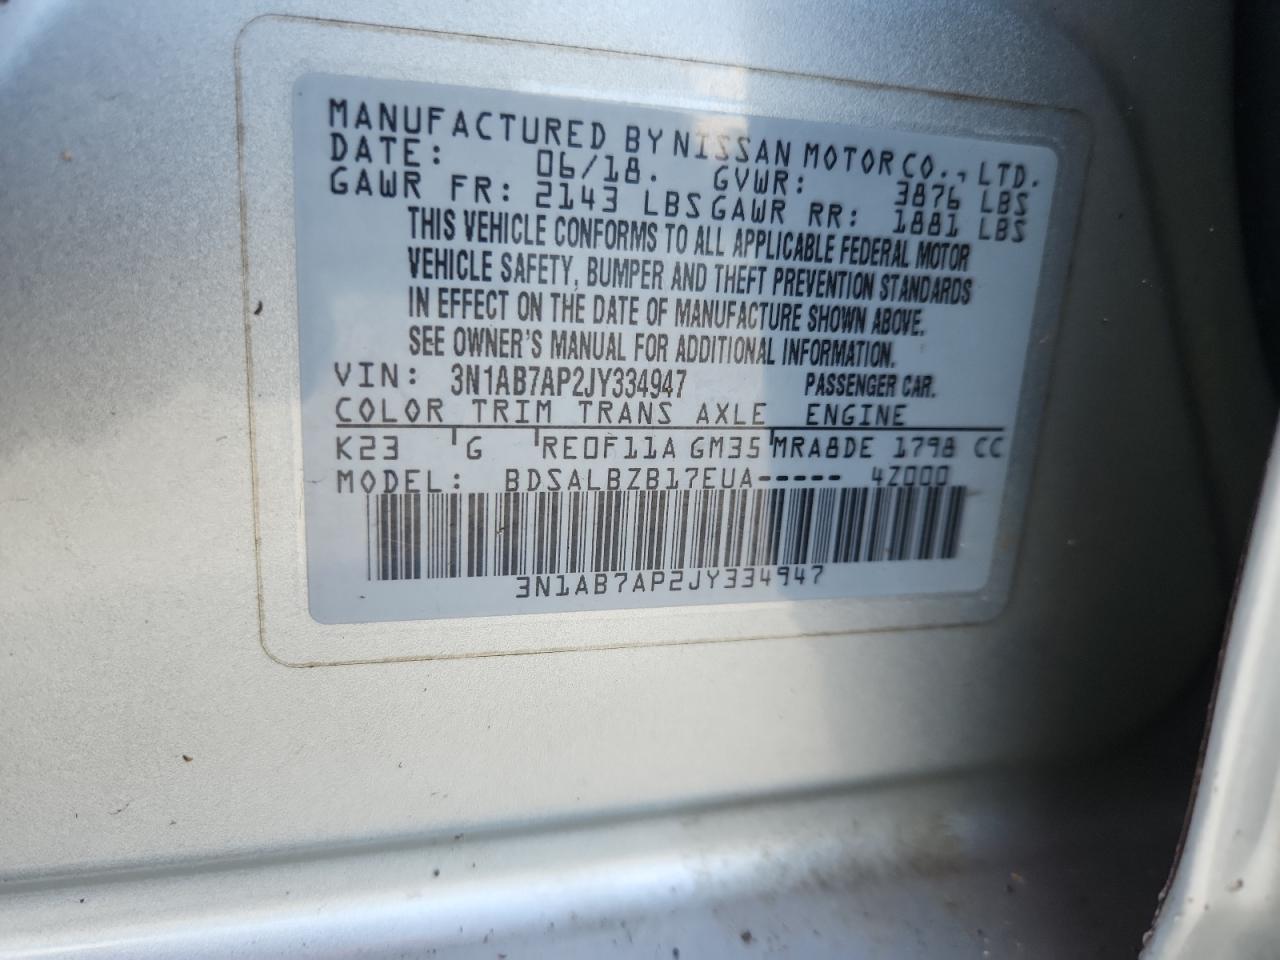 MANUFACTURED BY NISSAN MOTOR CO., LTD.
DATE: 06/18. GVWR: 3876 LBS
GAWR FR: 2143 LBS GAWR RR: 1881 LBS
THIS VEHICLE CONFORMS TO ALL APPLICABLE FEDERAL MOTOR
VEHICLE SAFETY, BUMPER AND THEFT PREVENTION STANDARDS
IN EFFECT ON THE DATE OF MANUFACTURE SHOWN ABOVE.
SEE OWNER'S MANUAL FOR ADDITIONAL INFORMATION.
VIN: 3N1AB7AP2JY334947 PASSENGER CAR.
COLOR TRIM TRANS AXLE ENGINE
K23 G RE0F11A GM35 MRA8DE 1798 CC
MODEL: BDSALBZB17EUA----- 4Z000
3N1AB7AP2JY334947